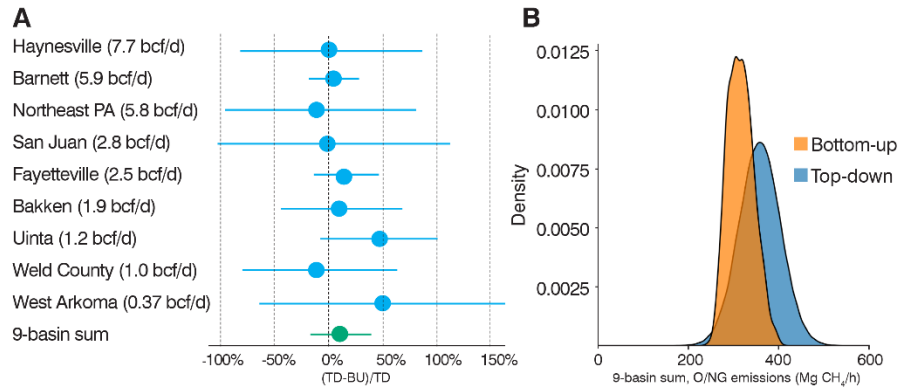 A
Haynesville (7.7 bcf/d)
Barnett (5.9 bcf/d)
Northeast PA (5.8 bcf/d)
San Juan (2.8 bcf/d)
Fayetteville (2.5 bcf/d)
Bakken (1.9 bcf/d)
Uinta (1.2 bcf/d)
Weld County (1.0 bcf/d)
West Arkoma (0.37 bcf/d)
9-basin sum
-100% -50% 0% 50% 100% 150%
(TD-BU)/TD
B
0.0125
0.0100
0.0075
0.0050
0.0025
Density
Bottom-up
Top-down
0 200 400 600
9-basin sum, O/NG emissions (Mg CH₄/h)